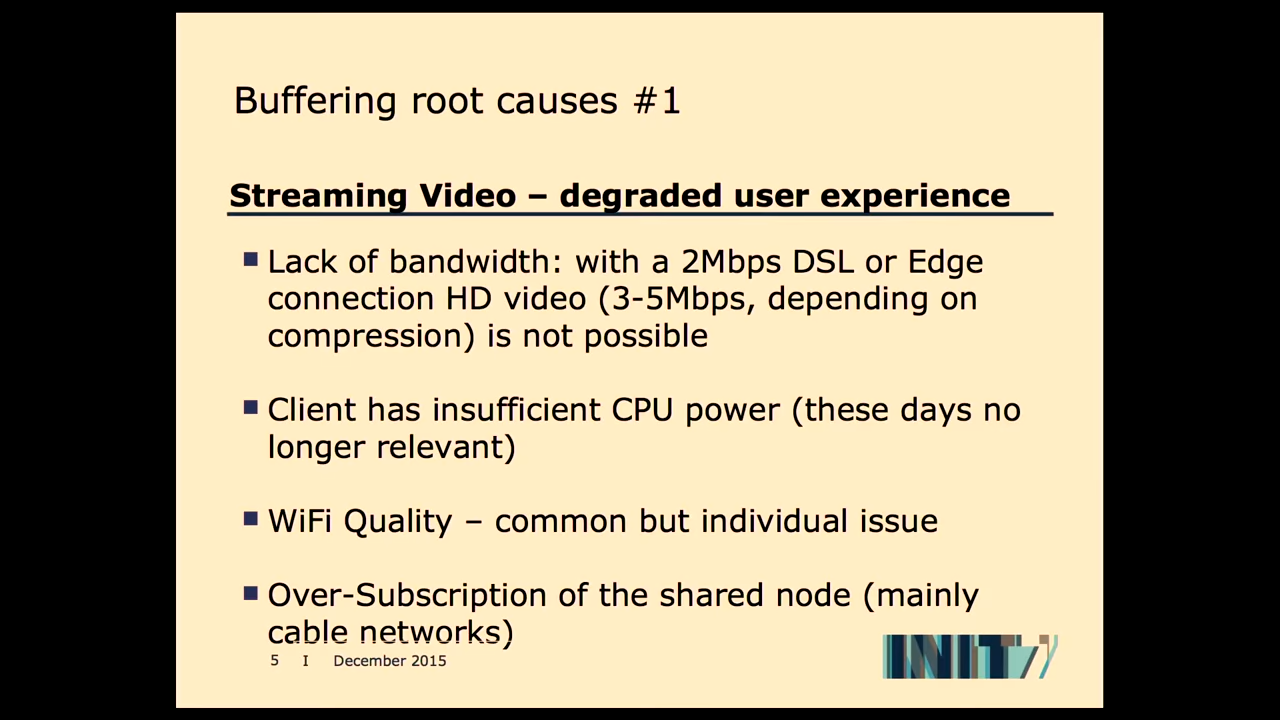 Buffering root causes #1
Streaming Video – degraded user experience
Lack of bandwidth: with a 2Mbps DSL or Edge
connection HD video (3-5Mbps, depending on
compression) is not possible
Client has insufficient CPU power (these days no
longer relevant)
WiFi Quality – common but individual issue
Over-Subscription of the shared node (mainly
cable networks)
5 I December 2015
INIT7